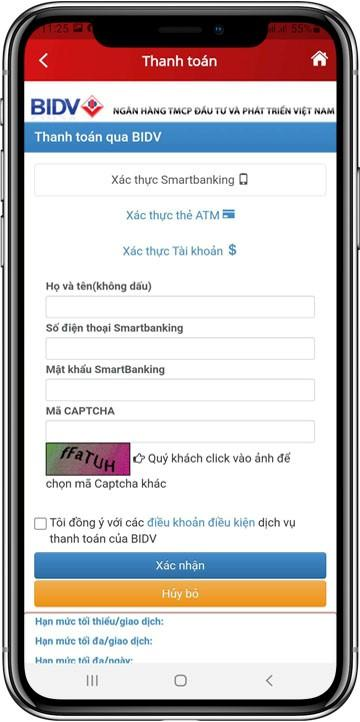 11:25 55%
Thanh toán
BIDV NGÂN HÀNG TMCP ĐẦU TƯ VÀ PHÁT TRIỂN VIỆT NAM
Thanh toán qua BIDV
Xác thực Smartbanking
Xác thực thẻ ATM
Xác thực Tài khoản $
Họ và tên(không dấu)
Số điện thoại Smartbanking
Mật khẩu SmartBanking
Mã CAPTCHA
ffaTUH Quý khách click vào ảnh để
chọn mã Captcha khác
Tôi đồng ý với các điều khoản điều kiện dịch vụ
thanh toán của BIDV
Xác nhận
Hủy bỏ
Hạn mức tối thiểu/giao dịch:
Hạn mức tối đa/giao dịch:
Hạn mức tối đa/ngày: